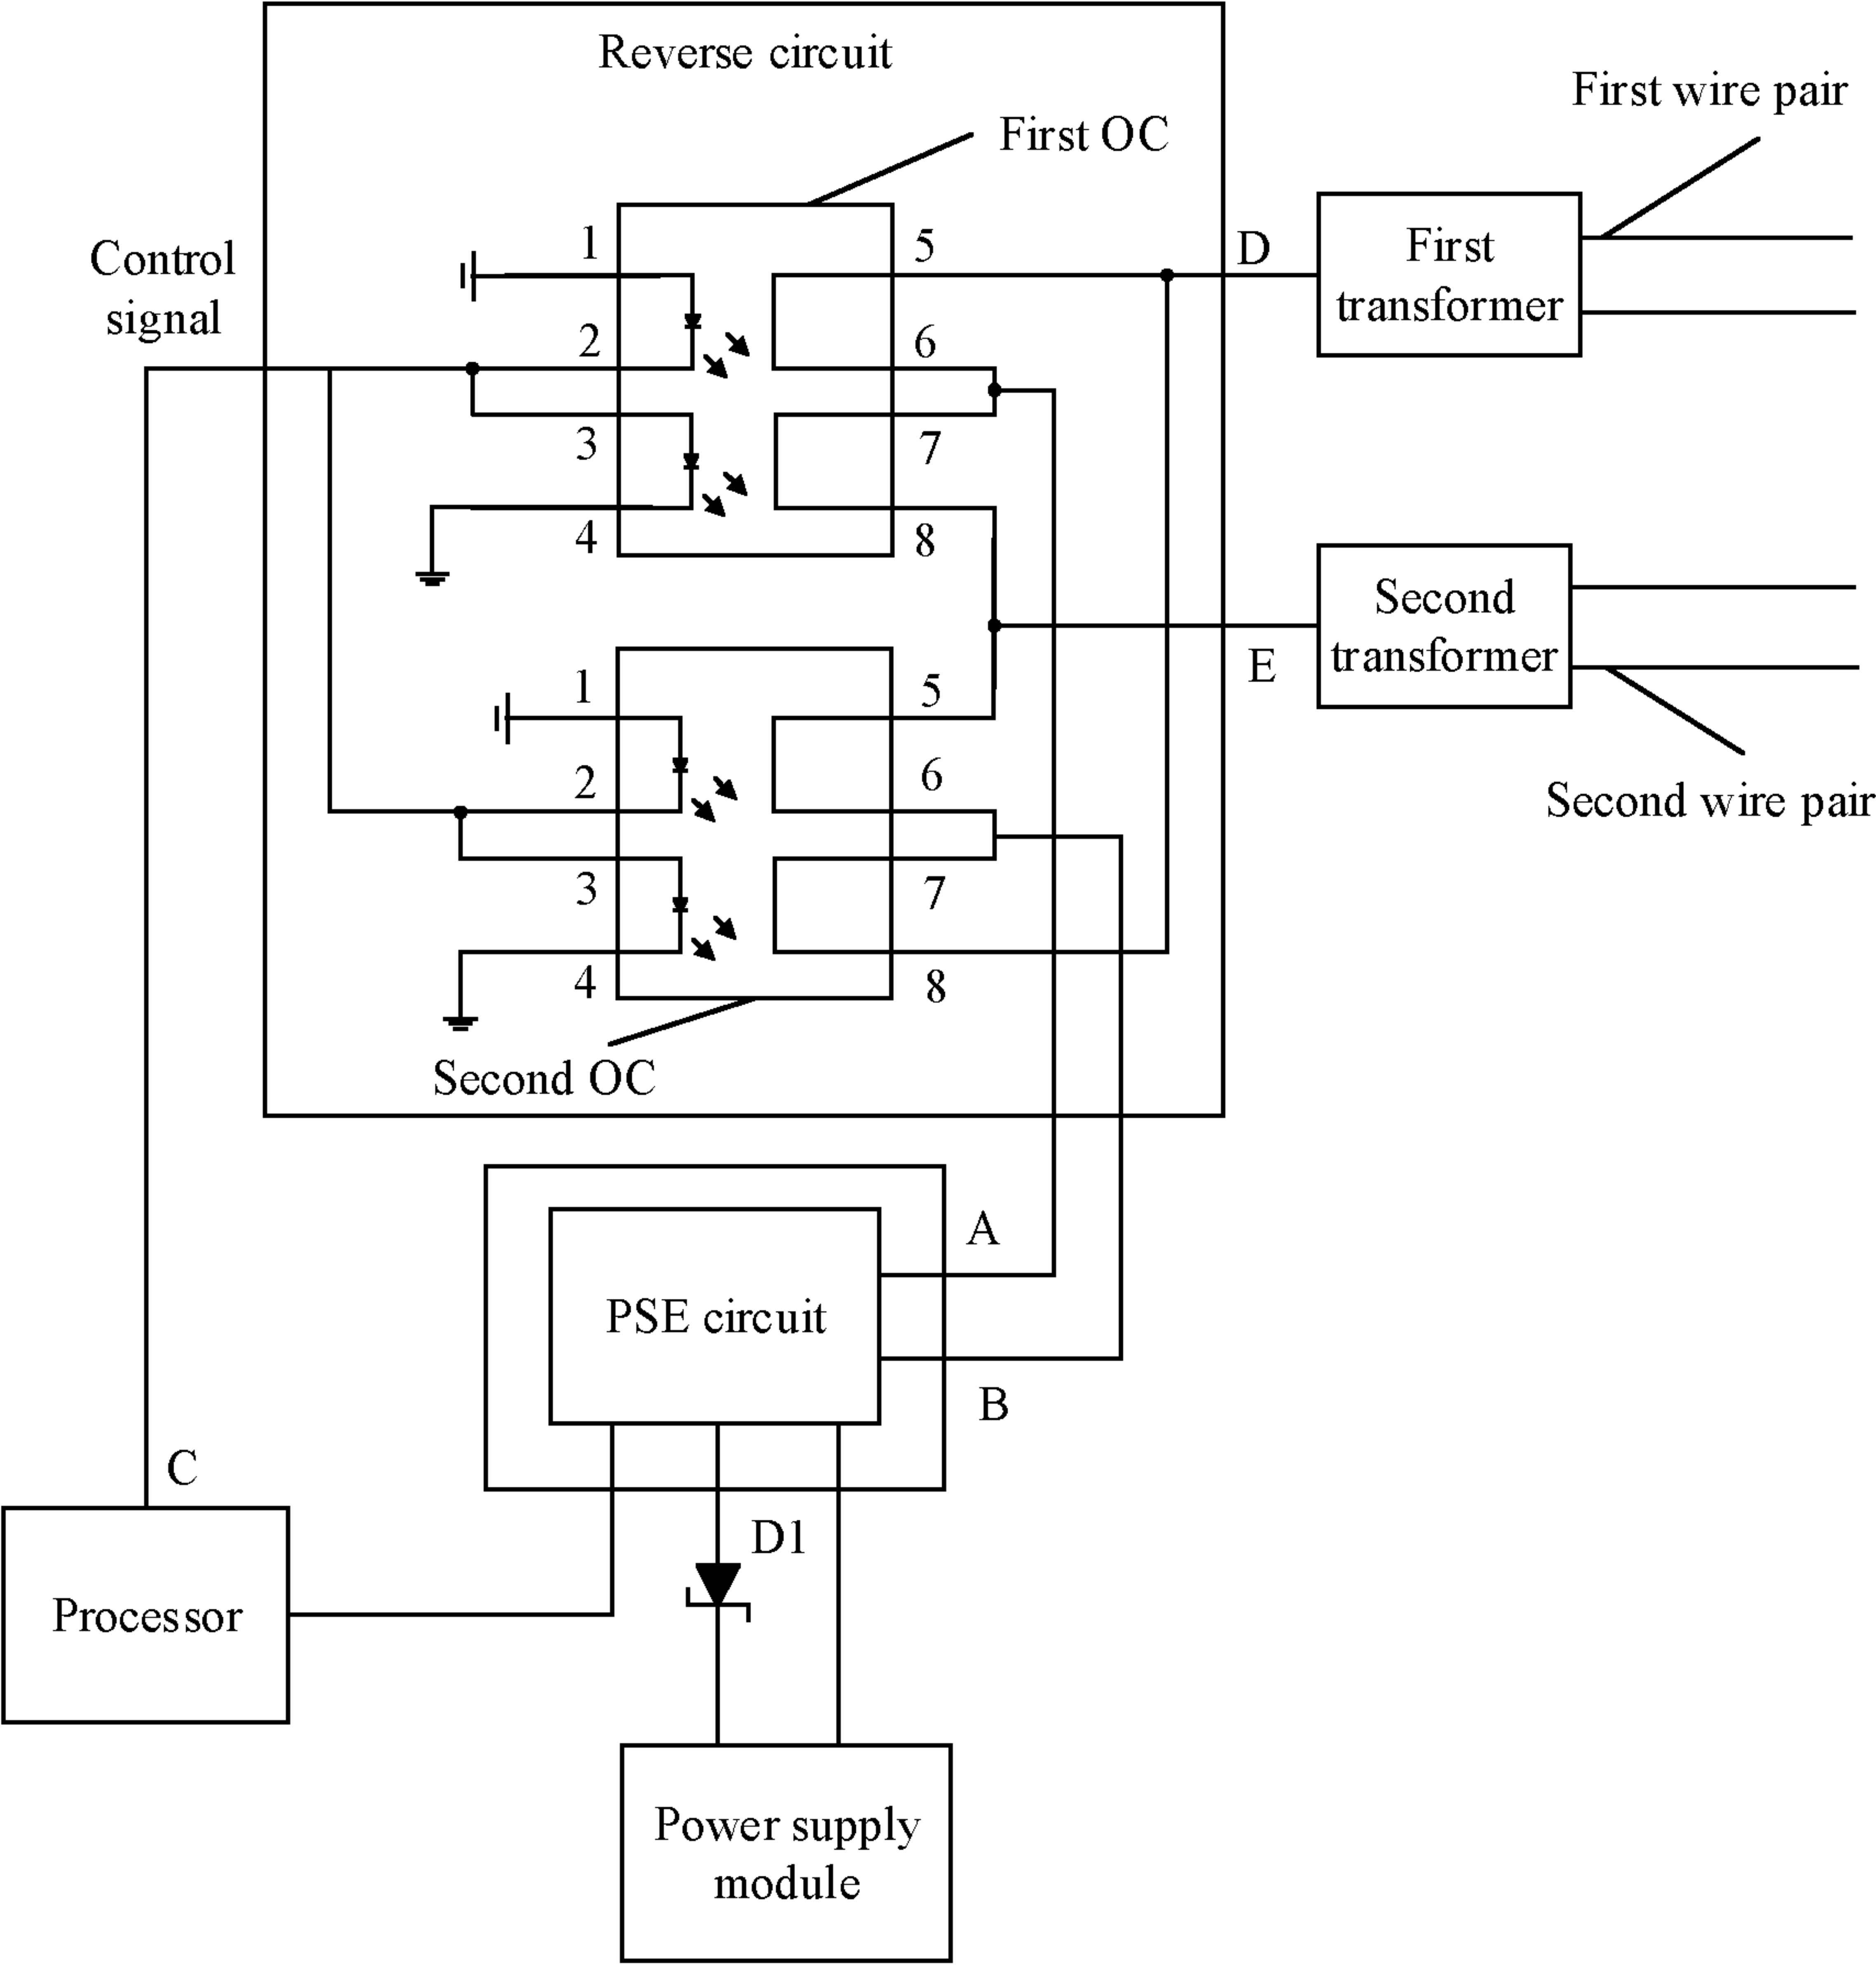 Reverse circuit
First wire pair
First OC
Control
signal
1
2
3
4
5
6
7
8
D
First
transformer
E
Second
transformer
Second wire pair
1
2
3
4
5
6
7
8
Second OC
A
PSE circuit
B
C
D1
Processor
Power supply
module